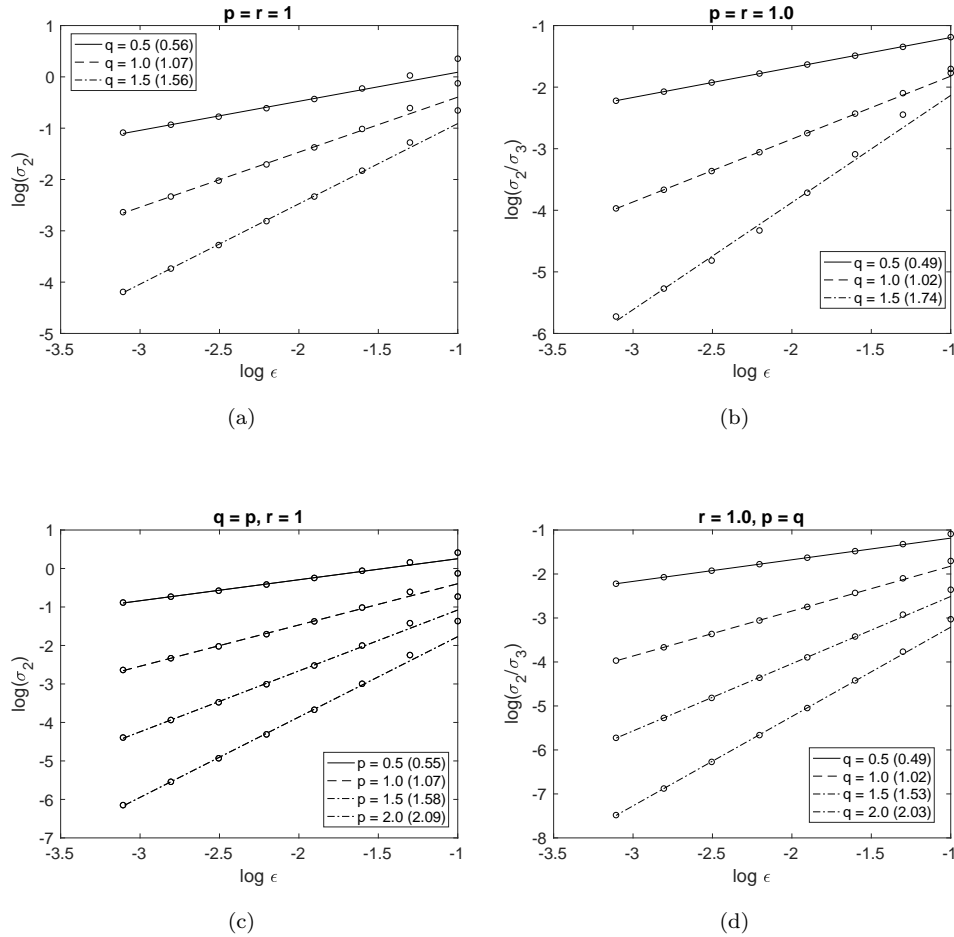 p = r = 1
1
0
-1
-2
-3
-4
-5
log(σ₂)
q = 0.5 (0.56)
q = 1.0 (1.07)
q = 1.5 (1.56)
-3.5 -3 -2.5 -2 -1.5 -1
log ϵ
(a)
p = r = 1.0
-1
-2
-3
-4
-5
-6
log(σ₂/σ₃)
q = 0.5 (0.49)
q = 1.0 (1.02)
q = 1.5 (1.74)
-3.5 -3 -2.5 -2 -1.5 -1
log ϵ
(b)
q = p, r = 1
1
0
-1
-2
-3
-4
-5
-6
-7
log(σ₂)
p = 0.5 (0.55)
p = 1.0 (1.07)
p = 1.5 (1.58)
p = 2.0 (2.09)
-3.5 -3 -2.5 -2 -1.5 -1
log ϵ
(c)
r = 1.0, p = q
-1
-2
-3
-4
-5
-6
-7
-8
log(σ₂/σ₃)
q = 0.5 (0.49)
q = 1.0 (1.02)
q = 1.5 (1.53)
q = 2.0 (2.03)
-3.5 -3 -2.5 -2 -1.5 -1
log ϵ
(d)